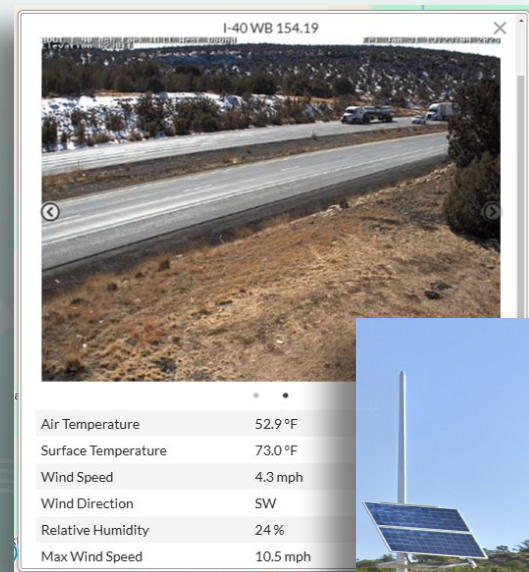 I-40 WB 154.19
Air Temperature 52.9 °F
Surface Temperature 73.0 °F
Wind Speed 4.3 mph
Wind Direction SW
Relative Humidity 24 %
Max Wind Speed 10.5 mph